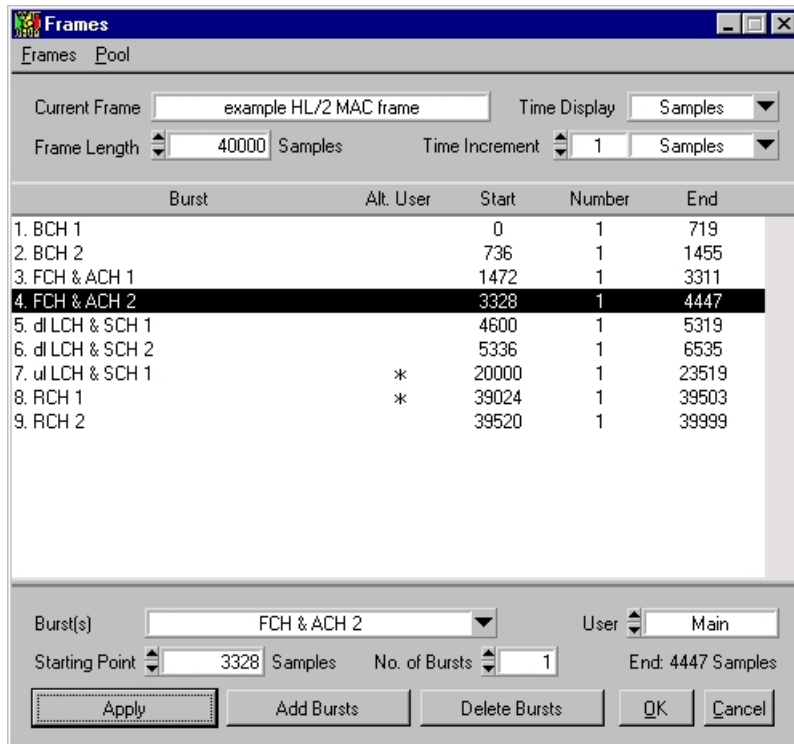 Frames
Frames Pool
Current Frame example HL/2 MAC frame Time Display Samples
Frame Length 40000 Samples Time Increment 1 Samples
Burst Alt. User Start Number End
1. BCH 1 0 1 719
2. BCH 2 736 1 1455
3. FCH & ACH 1 1472 1 3311
4. FCH & ACH 2 3328 1 4447
5. dl LCH & SCH 1 4600 1 5319
6. dl LCH & SCH 2 5336 1 6535
7. ul LCH & SCH 1 * 20000 1 23519
8. RCH 1 * 39024 1 39503
9. RCH 2 39520 1 39999
Burst(s) FCH & ACH 2 User Main
Starting Point 3328 Samples No. of Bursts 1 End: 4447 Samples
Apply Add Bursts Delete Bursts OK Cancel